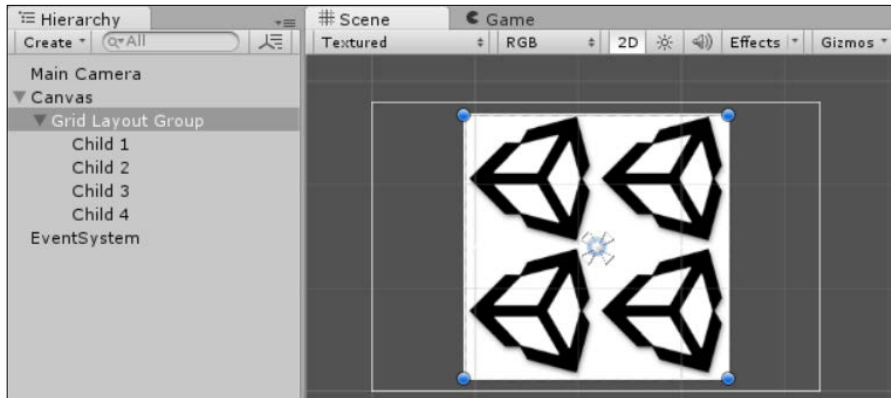 Hierarchy
Create All
Main Camera
Canvas
Grid Layout Group
Child 1
Child 2
Child 3
Child 4
EventSystem
Scene Game
Textured RGB 2D Effects Gizmos